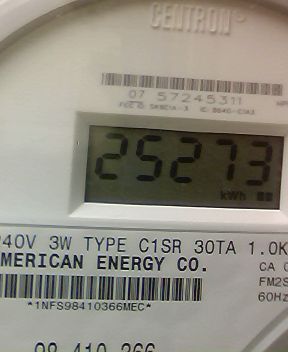 CENTRON®
07 57245311
25273
kWh
240V 3W TYPE C1SR 30TA 1.0K
AMERICAN ENERGY CO.
CA
FM2S
60Hz
*1NFS98410366MEC*
98 410 366